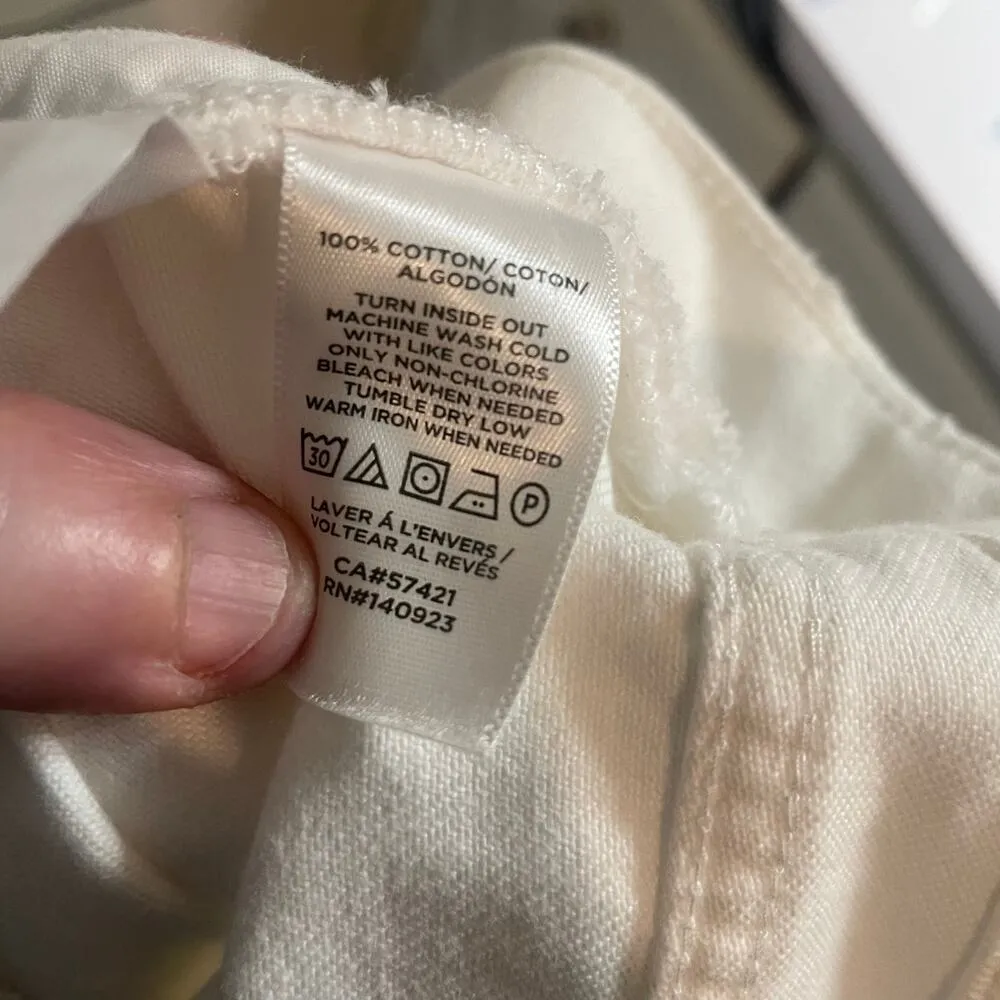 100% COTTON/ COTON/
ALGODÓN
TURN INSIDE OUT
MACHINE WASH COLD
WITH LIKE COLORS
ONLY NON-CHLORINE
BLEACH WHEN NEEDED
TUMBLE DRY LOW
WARM IRON WHEN NEEDED
30 P
LAVER Á L'ENVERS /
VOLTEAR AL REVÉS
CA#57421
RN#140923